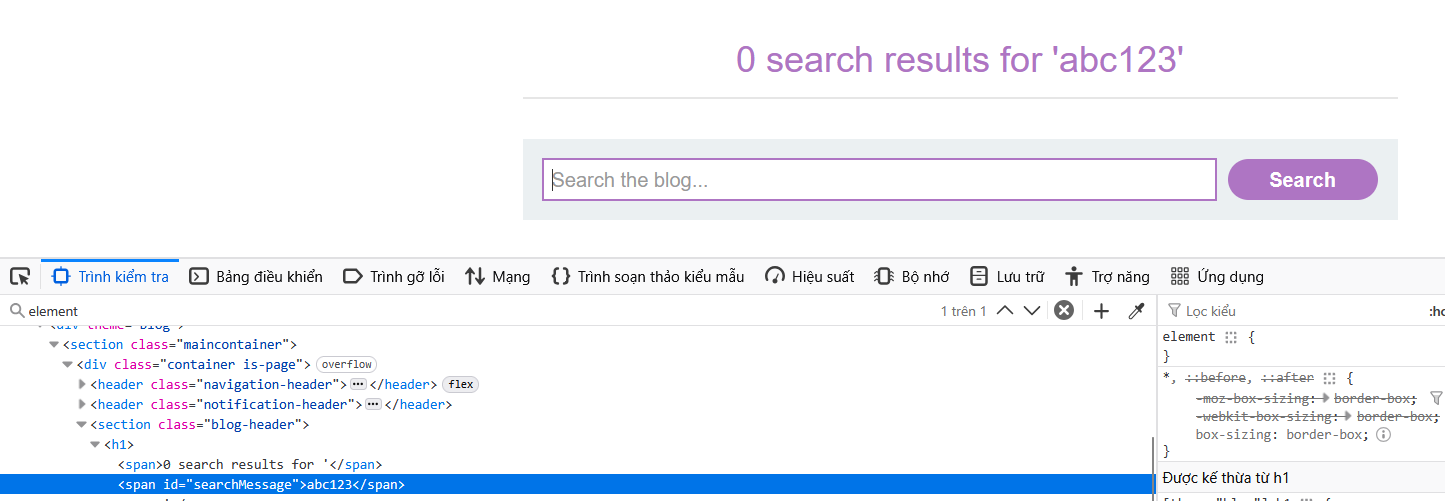 0 search results for 'abc123'
Search the blog...
Search
Trình kiểm tra
Bảng điều khiển
Trình gỡ lỗi
Mạng
Trình soạn thảo kiểu mẫu
Hiệu suất
Bộ nhớ
Lưu trữ
Trợ năng
Ứng dụng
element
1 trên 1
<section class="maincontainer">
<div class="container is-page"> overflow
<header class="navigation-header"> ••• </header> flex
<header class="notification-header"> ••• </header>
<section class="blog-header">
<h1>
<span>0 search results for '</span>
<span id="searchMessage">abc123</span>
Lọc kiểu
:ho
element {
}
*, ::before, ::after {
-moz-box-sizing: border-box;
-webkit-box-sizing: border-box;
box-sizing: border-box;
}
Được kế thừa từ h1